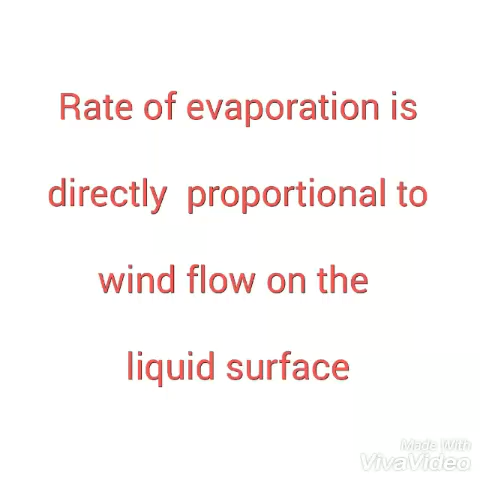 Rate of evaporation is
directly proportional to
wind flow on the
liquid surface
Made With
VivaVideo